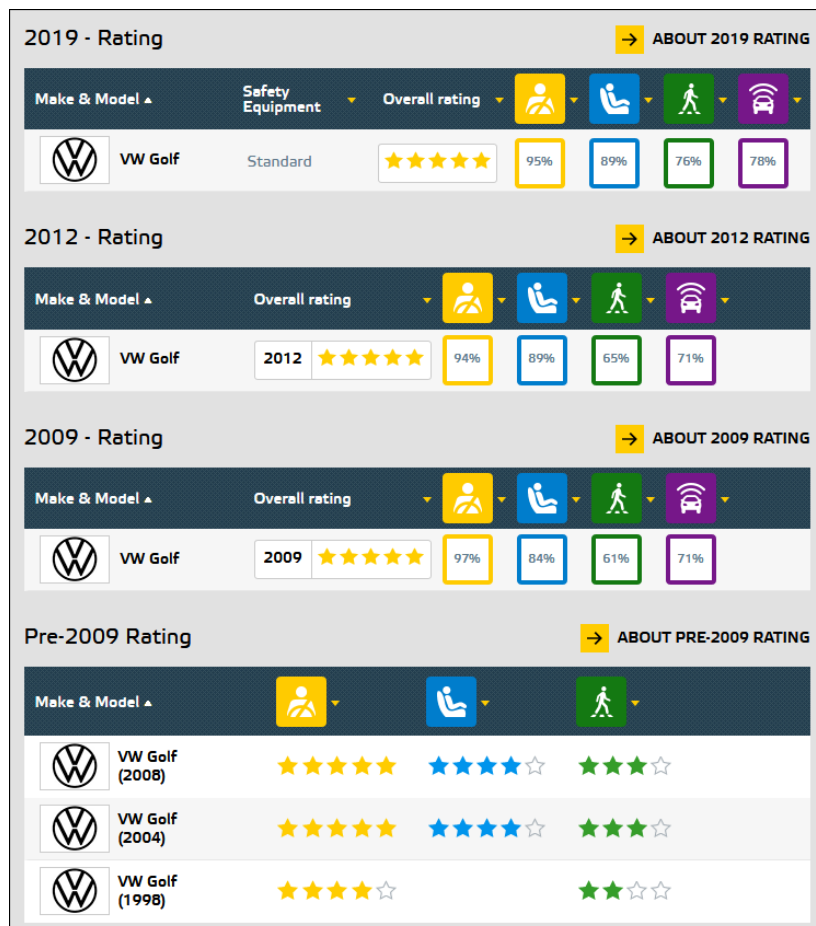 2019 - Rating
ABOUT 2019 RATING
Make & Model
Safety
Equipment
Overall rating
VW Golf
Standard
95%
89%
76%
78%
2012 - Rating
ABOUT 2012 RATING
Make & Model
Overall rating
VW Golf
2012
94%
89%
65%
71%
2009 - Rating
ABOUT 2009 RATING
Make & Model
Overall rating
VW Golf
2009
97%
84%
61%
71%
Pre-2009 Rating
ABOUT PRE-2009 RATING
Make & Model
VW Golf
(2008)
VW Golf
(2004)
VW Golf
(1998)